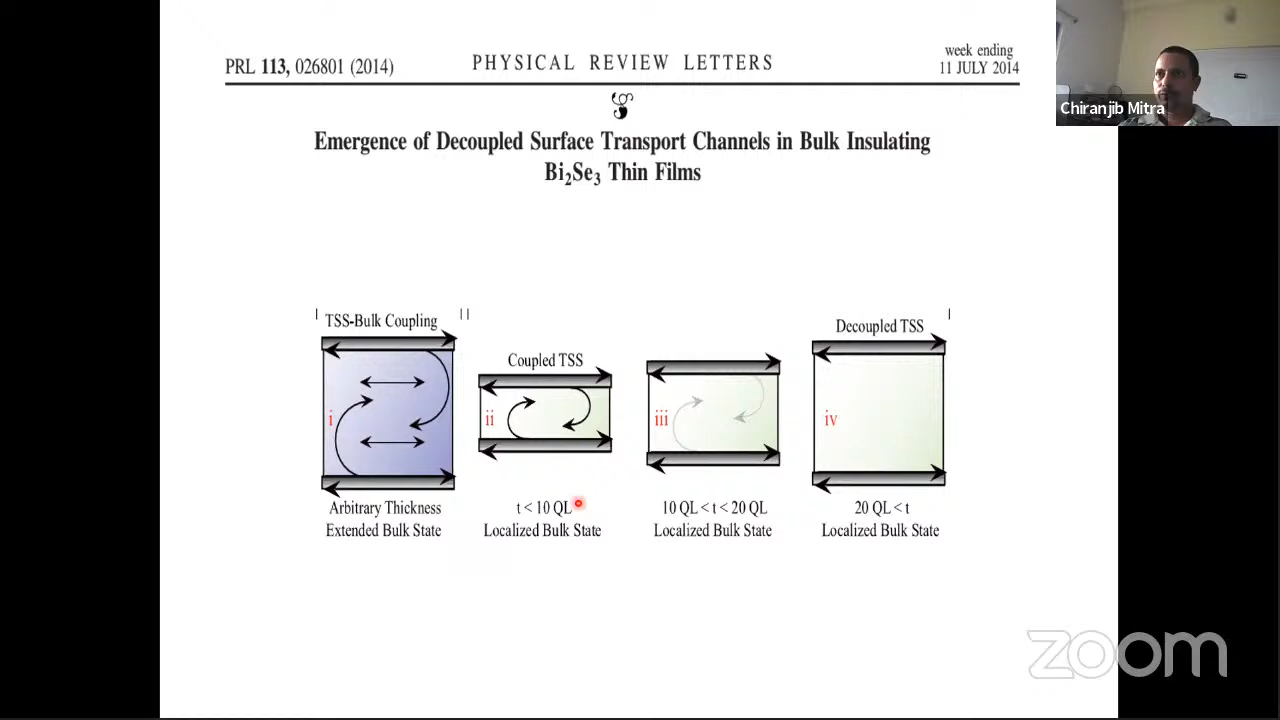 PRL 113, 026801 (2014)
PHYSICAL REVIEW LETTERS
week ending
11 JULY 2014
Chiranjib Mitra
Emergence of Decoupled Surface Transport Channels in Bulk Insulating
Bi₂Se₃ Thin Films
TSS-Bulk Coupling
i
Arbitrary Thickness
Extended Bulk State
Coupled TSS
ii
t < 10 QL
Localized Bulk State
iii
10 QL < t < 20 QL
Localized Bulk State
Decoupled TSS
iv
20 QL < t
Localized Bulk State
zoom